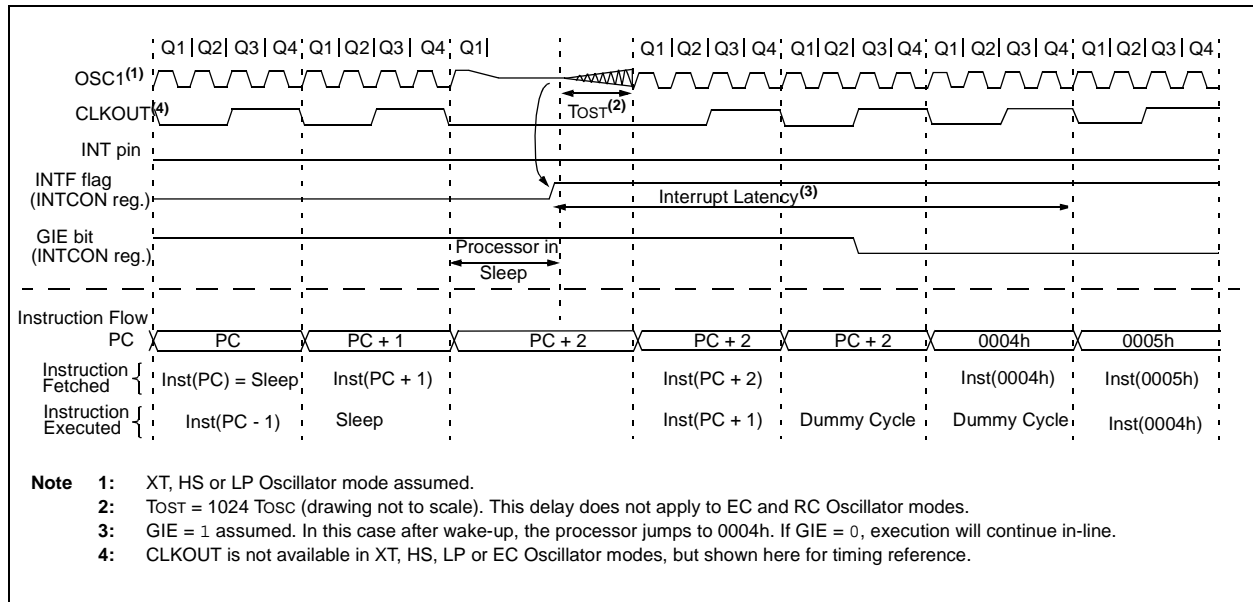 Q1 Q2 Q3 Q4 Q1 Q2 Q3 Q4 Q1 Q1 Q2 Q3 Q4 Q1 Q2 Q3 Q4 Q1 Q2 Q3 Q4 Q1 Q2 Q3 Q4
OSC1(1)
TOST(2)
CLKOUT(4)
INT pin
INTF flag
(INTCON reg.)
Interrupt Latency(3)
GIE bit
(INTCON reg.)
Processor in
Sleep
Instruction Flow
PC PC PC + 1 PC + 2 PC + 2 PC + 2 0004h 0005h
Instruction
Fetched { Inst(PC) = Sleep Inst(PC + 1) Inst(PC + 2) Inst(0004h) Inst(0005h)
Instruction
Executed { Inst(PC - 1) Sleep Inst(PC + 1) Dummy Cycle Dummy Cycle Inst(0004h)
Note 1: XT, HS or LP Oscillator mode assumed.
2: TOST = 1024 TOSC (drawing not to scale). This delay does not apply to EC and RC Oscillator modes.
3: GIE = 1 assumed. In this case after wake-up, the processor jumps to 0004h. If GIE = 0, execution will continue in-line.
4: CLKOUT is not available in XT, HS, LP or EC Oscillator modes, but shown here for timing reference.